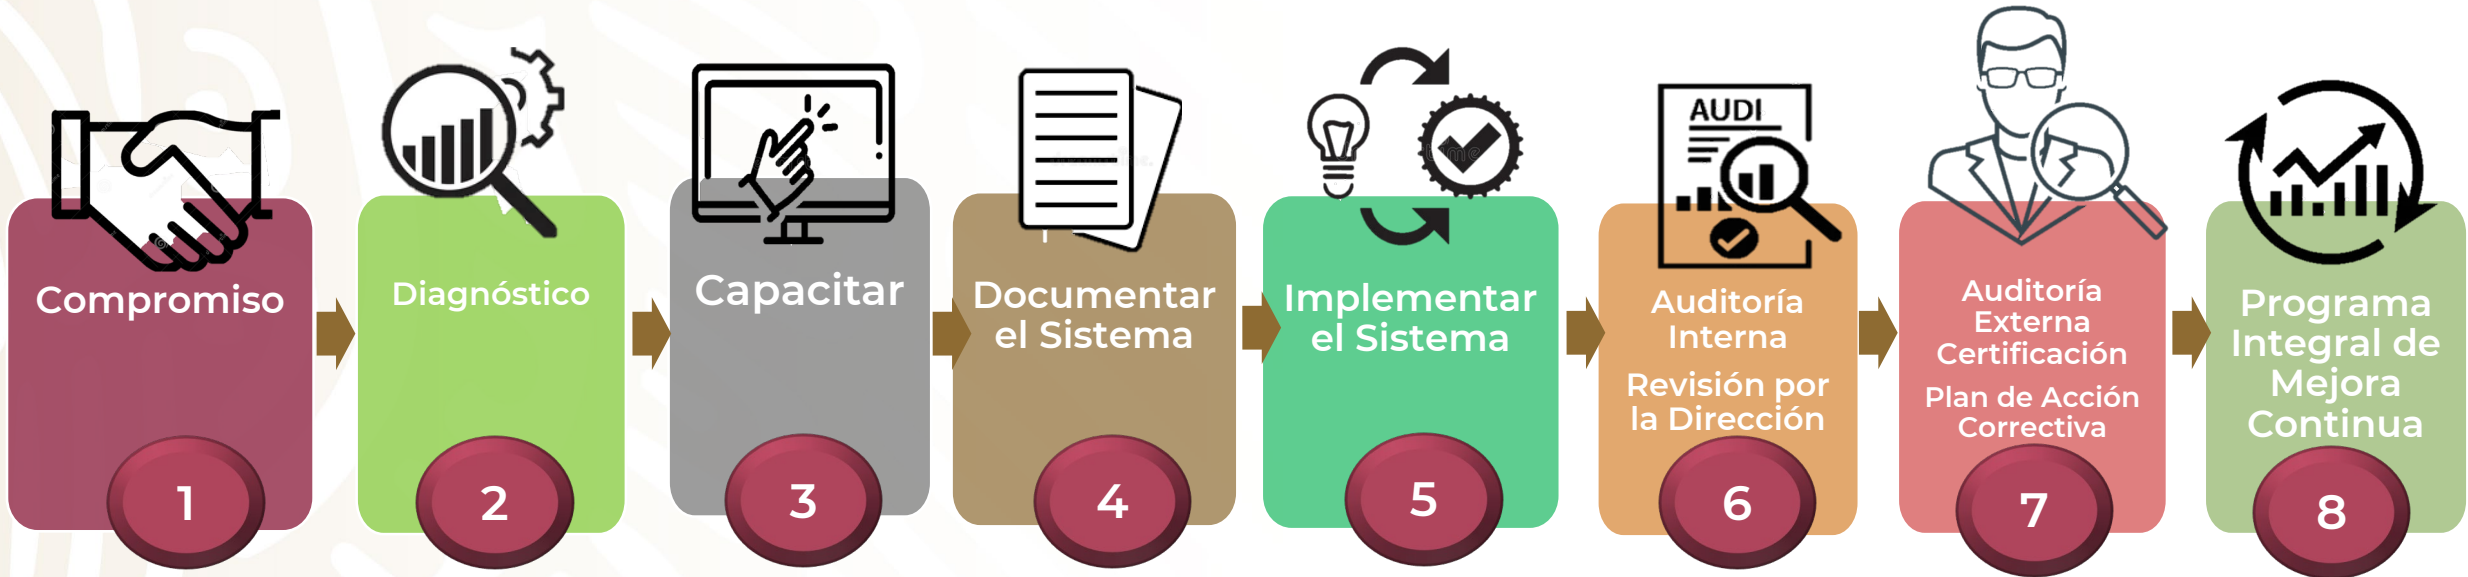 Compromiso
1
Diagnóstico
2
Capacitar
3
Documentar
el Sistema
4
Implementar
el Sistema
5
AUDI
Auditoría
Interna
Revisión por
la Dirección
6
Auditoría
Externa
Certificación
Plan de Acción
Correctiva
7
Programa
Integral de
Mejora
Continua
8